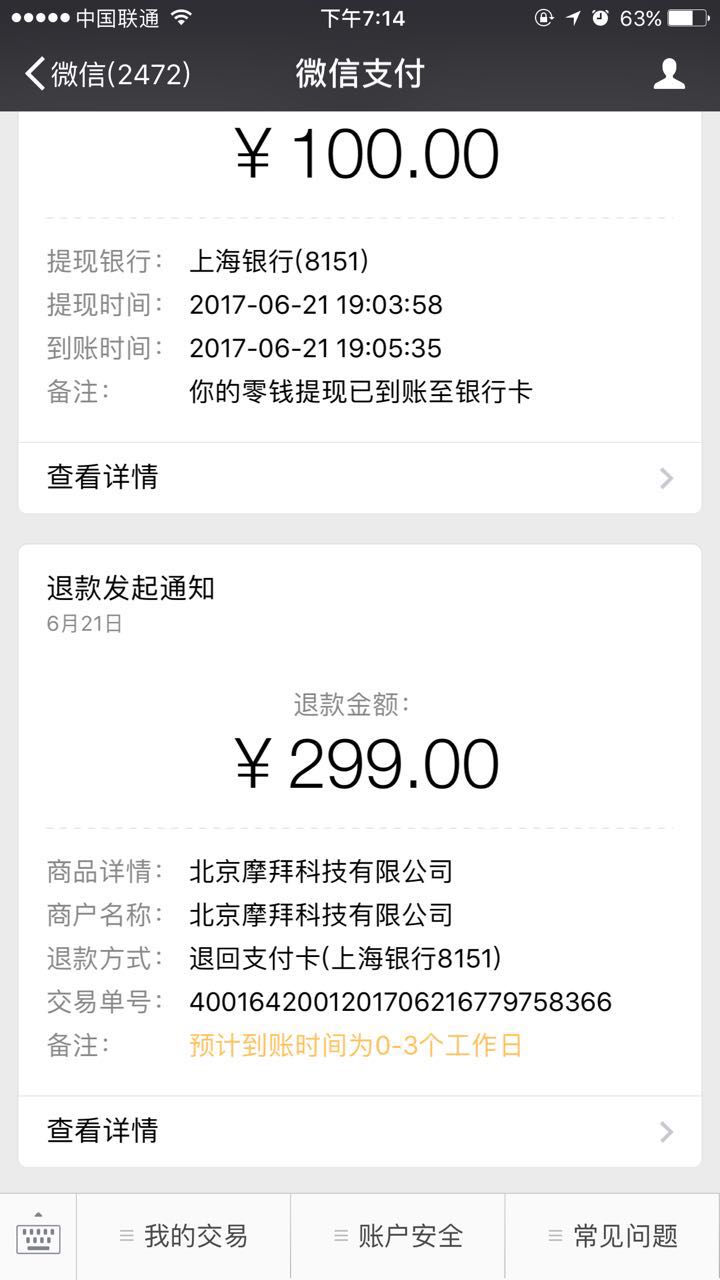 中国联通 下午7:14 63%
微信(2472) 微信支付
¥100.00
提现银行： 上海银行(8151)
提现时间： 2017-06-21 19:03:58
到账时间： 2017-06-21 19:05:35
备注： 你的零钱提现已到账至银行卡
查看详情
退款发起通知
6月21日
退款金额：
¥299.00
商品详情： 北京摩拜科技有限公司
商户名称： 北京摩拜科技有限公司
退款方式： 退回支付卡(上海银行8151)
交易单号： 4001642001201706216779758366
备注： 预计到账时间为0-3个工作日
查看详情
我的交易 账户安全 常见问题